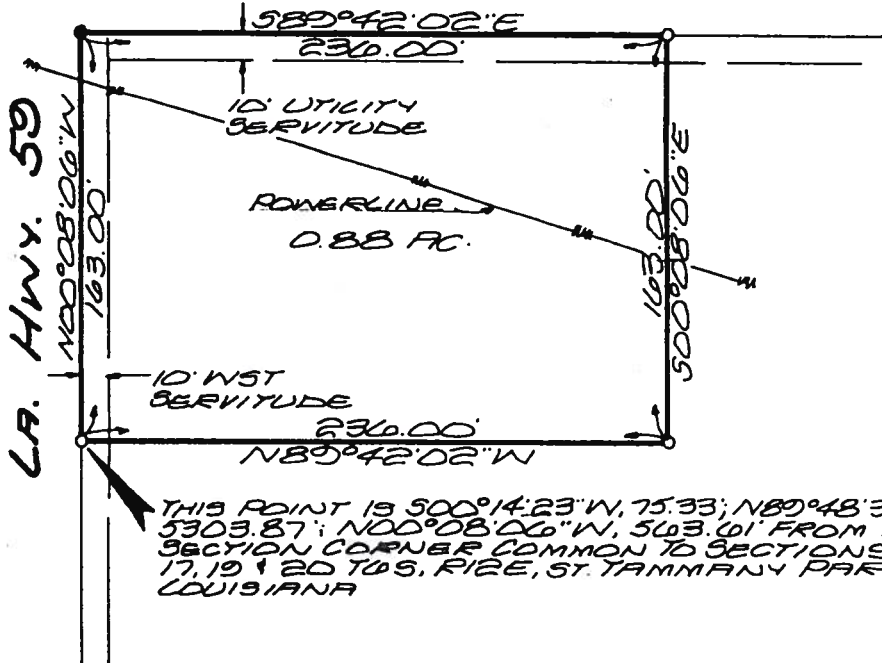 S89°42'02"E
236.00'
10' UTILITY
SERVITUDE
LA. HWY. 59
N00°08'06"W
163.00'
POWERLINE
0.88 AC.
163.00'
S00°08'06"E
10' WST
SERVITUDE
236.00'
N89°42'02"W
THIS POINT IS S00°14'23"W, 75.33'; N89°48'3
5303.87'; N00°08'06"W, 563.61' FROM
SECTION CORNER COMMON TO SECTIONS
17, 19 & 20 T6S, R12E, ST. TAMMANY PAR
LOUISIANA